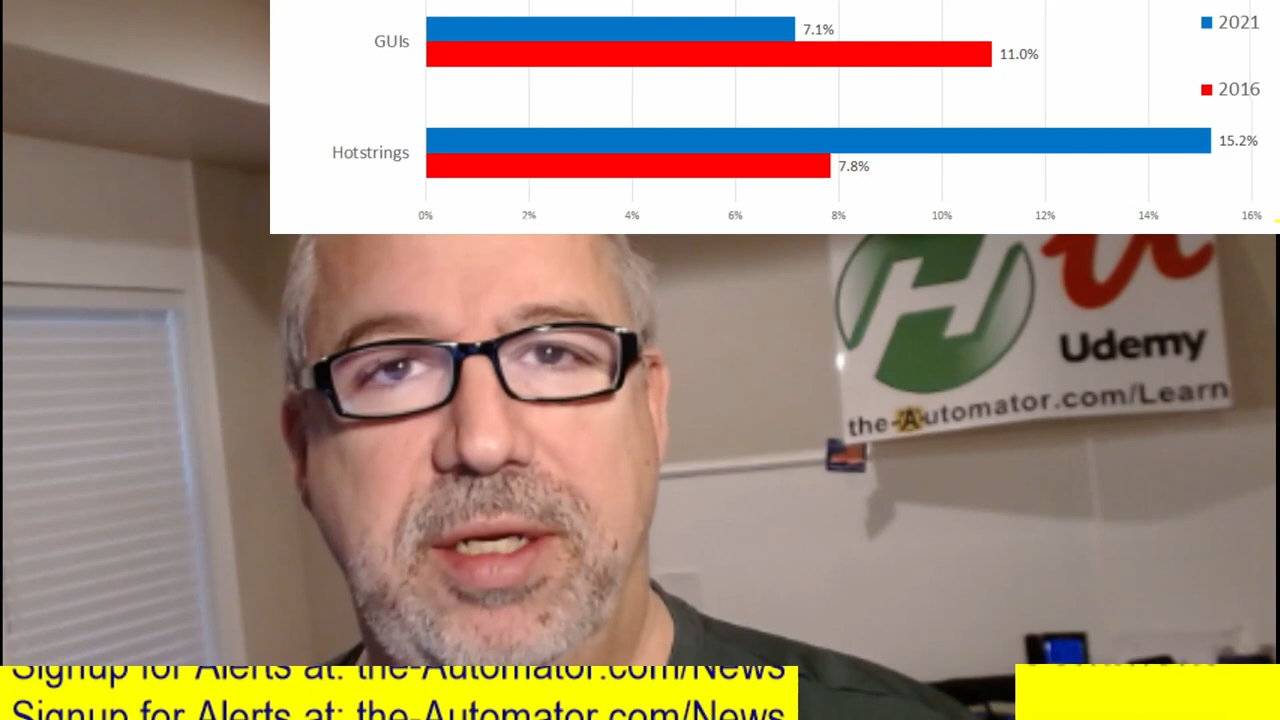 2021
GUIs
7.1%
11.0%
2016
Hotstrings
15.2%
7.8%
0%
2%
4%
6%
8%
10%
12%
14%
16%
H
Udemy
the-Automator.com/Learn
Signup for Alerts at: the-Automator.com/News
Signup for Alerts at: the-Automator.com/News